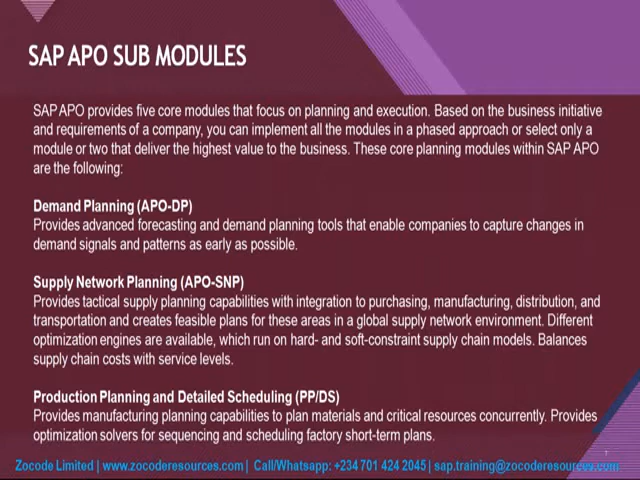 SAP APO SUB MODULES
SAP APO provides five core modules that focus on planning and execution. Based on the business initiative
and requirements of a company, you can implement all the modules in a phased approach or select only a
module or two that deliver the highest value to the business. These core planning modules within SAP APO
are the following:
Demand Planning (APO-DP)
Provides advanced forecasting and demand planning tools that enable companies to capture changes in
demand signals and patterns as early as possible.
Supply Network Planning (APO-SNP)
Provides tactical supply planning capabilities with integration to purchasing, manufacturing, distribution, and
transportation and creates feasible plans for these areas in a global supply network environment. Different
optimization engines are available, which run on hard- and soft-constraint supply chain models. Balances
supply chain costs with service levels.
Production Planning and Detailed Scheduling (PP/DS)
Provides manufacturing planning capabilities to plan materials and critical resources concurrently. Provides
optimization solvers for sequencing and scheduling factory short-term plans.
Zocode Limited | www.zocoderesources.com | Call/Whatsapp: +234 701 424 2045 | sap.training@zocoderesources.com